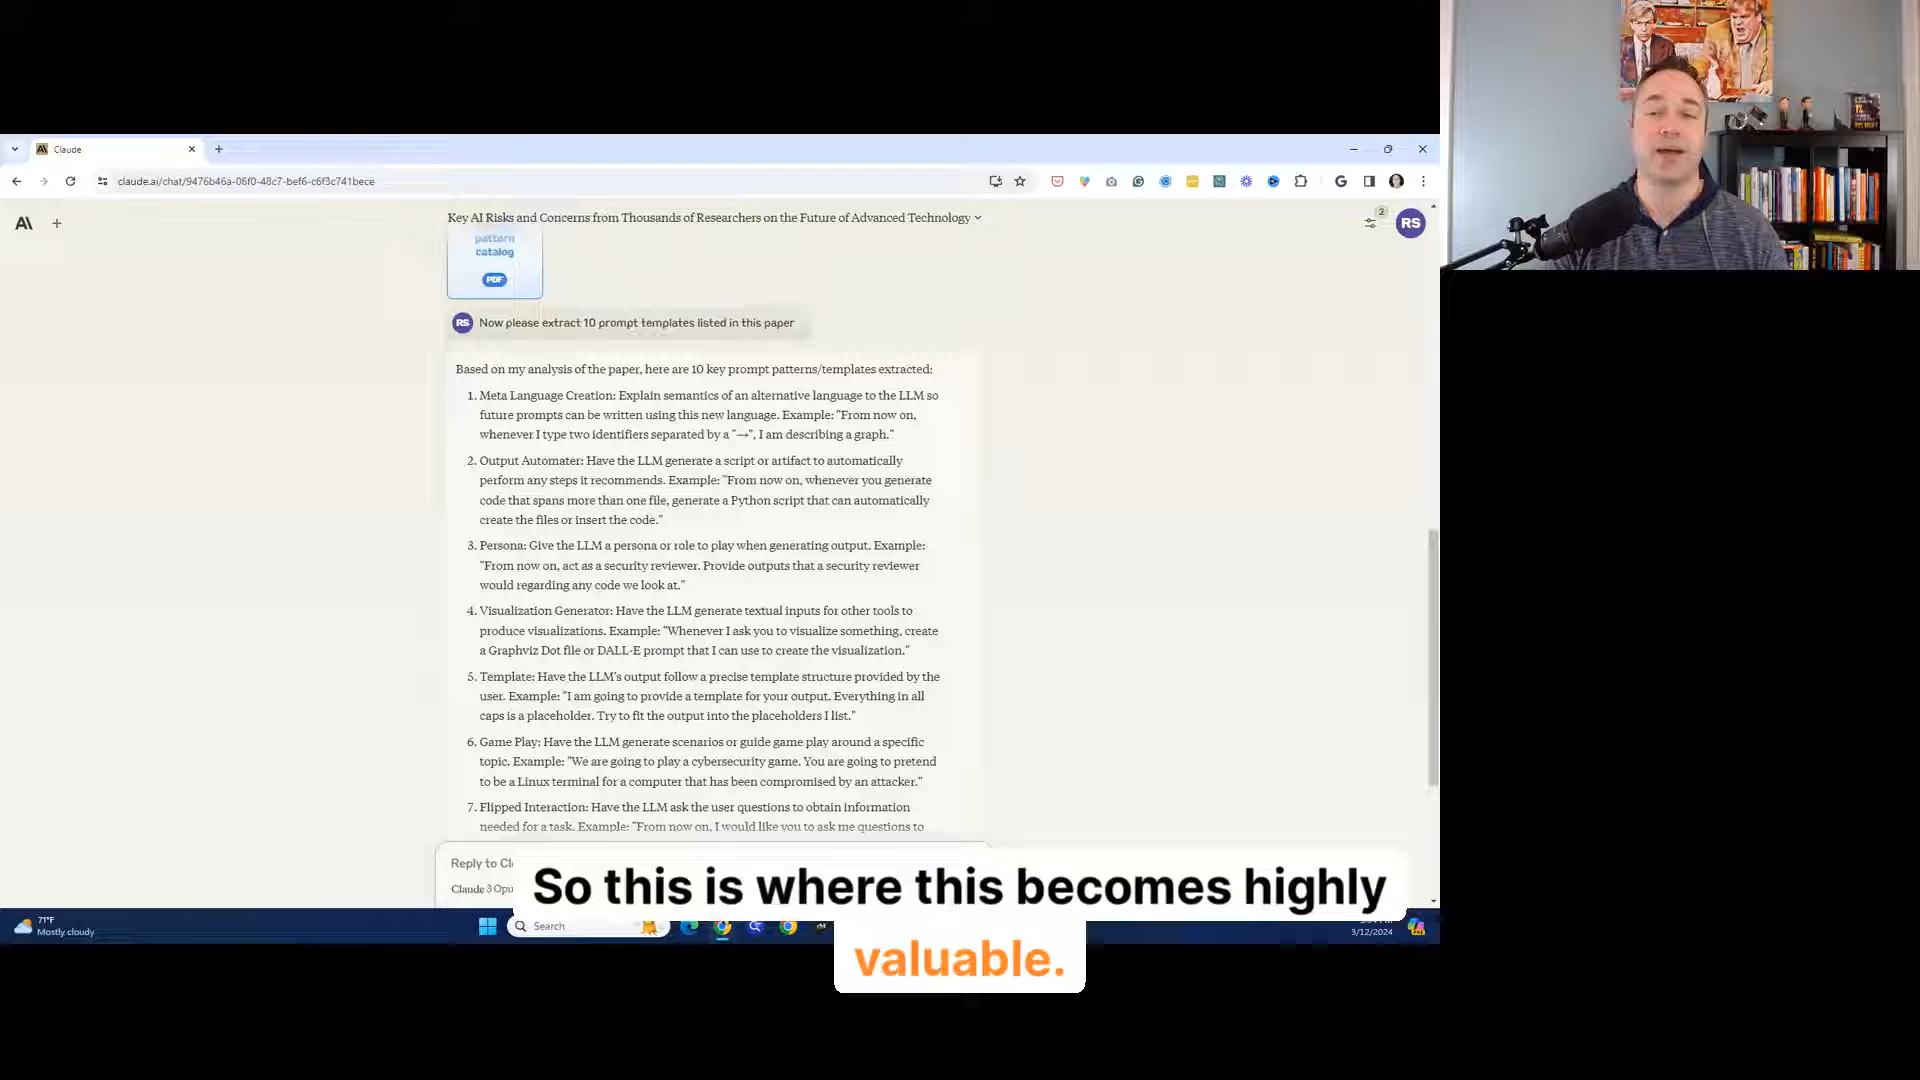 Claude
claude.ai/chat/9476b46a-06f0-48c7-bef6-c6f3c741bece
Key AI Risks and Concerns from Thousands of Researchers on the Future of Advanced Technology
2
RS
pattern
catalog
PDF
RS Now please extract 10 prompt templates listed in this paper
Based on my analysis of the paper, here are 10 key prompt patterns/templates extracted:
1. Meta Language Creation: Explain semantics of an alternative language to the LLM so
future prompts can be written using this new language. Example: "From now on,
whenever I type two identifiers separated by a "→", I am describing a graph."
2. Output Automater: Have the LLM generate a script or artifact to automatically
perform any steps it recommends. Example: "From now on, whenever you generate
code that spans more than one file, generate a Python script that can automatically
create the files or insert the code."
3. Persona: Give the LLM a persona or role to play when generating output. Example:
"From now on, act as a security reviewer. Provide outputs that a security reviewer
would regarding any code we look at."
4. Visualization Generator: Have the LLM generate textual inputs for other tools to
produce visualizations. Example: "Whenever I ask you to visualize something, create
a Graphviz Dot file or DALL-E prompt that I can use to create the visualization."
5. Template: Have the LLM's output follow a precise template structure provided by the
user. Example: "I am going to provide a template for your output. Everything in all
caps is a placeholder. Try to fit the output into the placeholders I list."
6. Game Play: Have the LLM generate scenarios or guide game play around a specific
topic. Example: "We are going to play a cybersecurity game. You are going to pretend
to be a Linux terminal for a computer that has been compromised by an attacker."
7. Flipped Interaction: Have the LLM ask the user questions to obtain information
needed for a task. Example: "From now on, I would like you to ask me questions to
Reply to Cl
Claude 3 Opu
So this is where this becomes highly
valuable.
71°F
Mostly cloudy
Search
3/12/2024